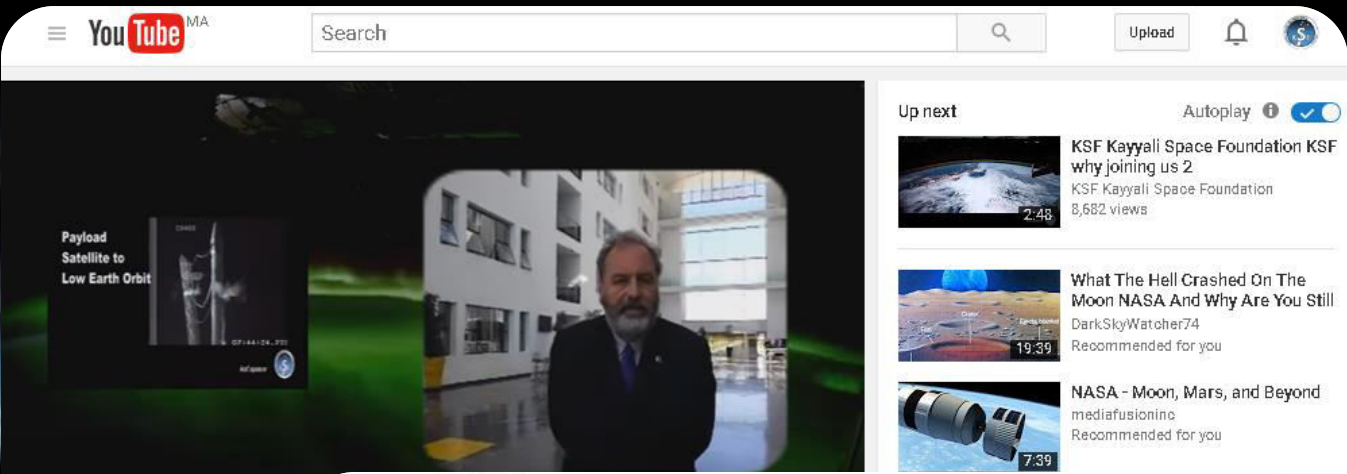 YouTube MA
Search
Upload
Payload
Satellite to
Low Earth Orbit
Up next
Autoplay
KSF Kayyali Space Foundation KSF
why joining us 2
KSF Kayyali Space Foundation
8,682 views
2:48
What The Hell Crashed On The
Moon NASA And Why Are You Still
DarkSkyWatcher74
Recommended for you
19:39
NASA - Moon, Mars, and Beyond
mediafusioninc
Recommended for you
7:39